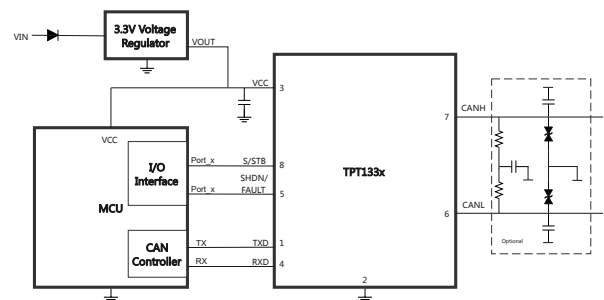 VIN
3.3V Voltage
Regulator
VOUT
VCC
3
VCC
I/O
Interface
MCU
CAN
Controller
Port_x
S/STB
8
SHDN/
Port_x
FAULT
5
TX
TXD
1
RX
RXD
4
TPT133x
2
7
CANH
6
CANL
Optional